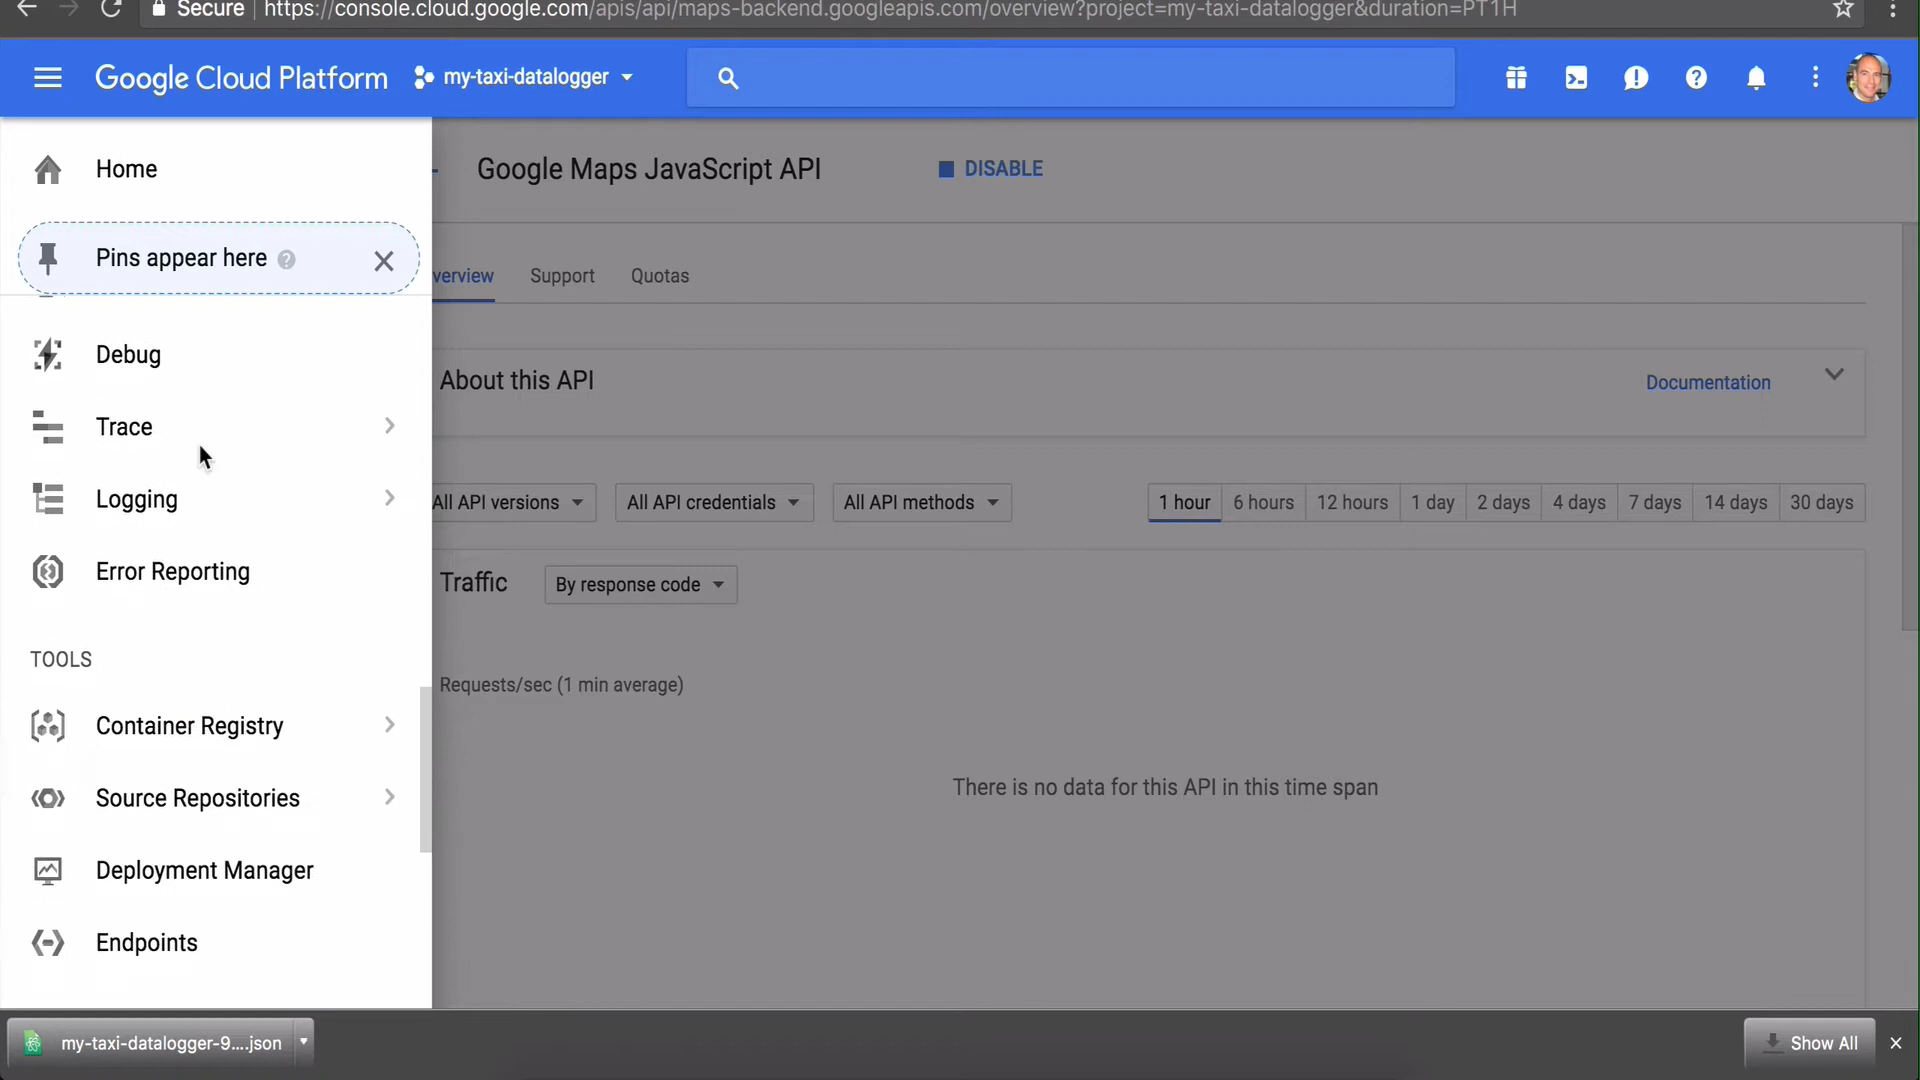 Secure https://console.cloud.google.com/apis/api/maps-backend.googleapis.com/overview?project=my-taxi-datalogger&duration=PT1H
Google Cloud Platform my-taxi-datalogger
Home
Google Maps JavaScript API DISABLE
Pins appear here
verview Support Quotas
Debug
About this API Documentation
Trace
Logging
All API versions All API credentials All API methods 1 hour 6 hours 12 hours 1 day 2 days 4 days 7 days 14 days 30 days
Error Reporting
Traffic By response code
TOOLS
Requests/sec (1 min average)
Container Registry
There is no data for this API in this time span
Source Repositories
Deployment Manager
Endpoints
my-taxi-datalogger-9....json Show All